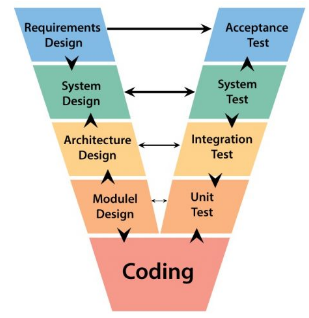 Requirements
Design
Acceptance
Test
System
Design
System
Test
Architecture
Design
Integration
Test
Modulel
Design
Unit
Test
Coding